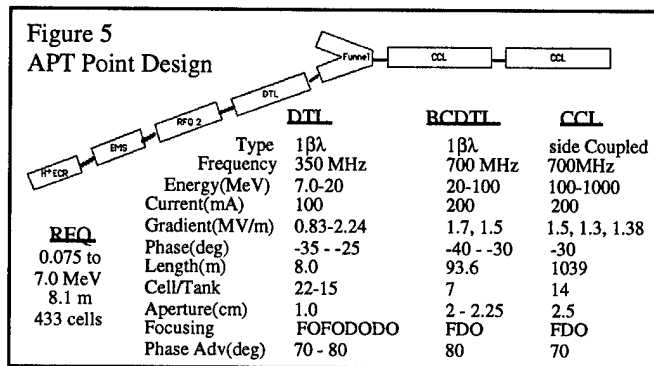 Figure 5
APT Point Design
H+ECR
EMS
RFQ 2
DTL
Funnel
CCL
CCL
DTL BCDTL CCL
Type 1βλ 1βλ side Coupled
Frequency 350 MHz 700 MHz 700MHz
Energy(MeV) 7.0-20 20-100 100-1000
Current(mA) 100 200 200
Gradient(MV/m) 0.83-2.24 1.7, 1.5 1.5, 1.3, 1.38
Phase(deg) -35 - -25 -40 - -30 -30
Length(m) 8.0 93.6 1039
Cell/Tank 22-15 7 14
Aperture(cm) 1.0 2 - 2.25 2.5
Focusing FOFODODO FDO FDO
Phase Adv(deg) 70 - 80 80 70
RFQ
0.075 to
7.0 MeV
8.1 m
433 cells